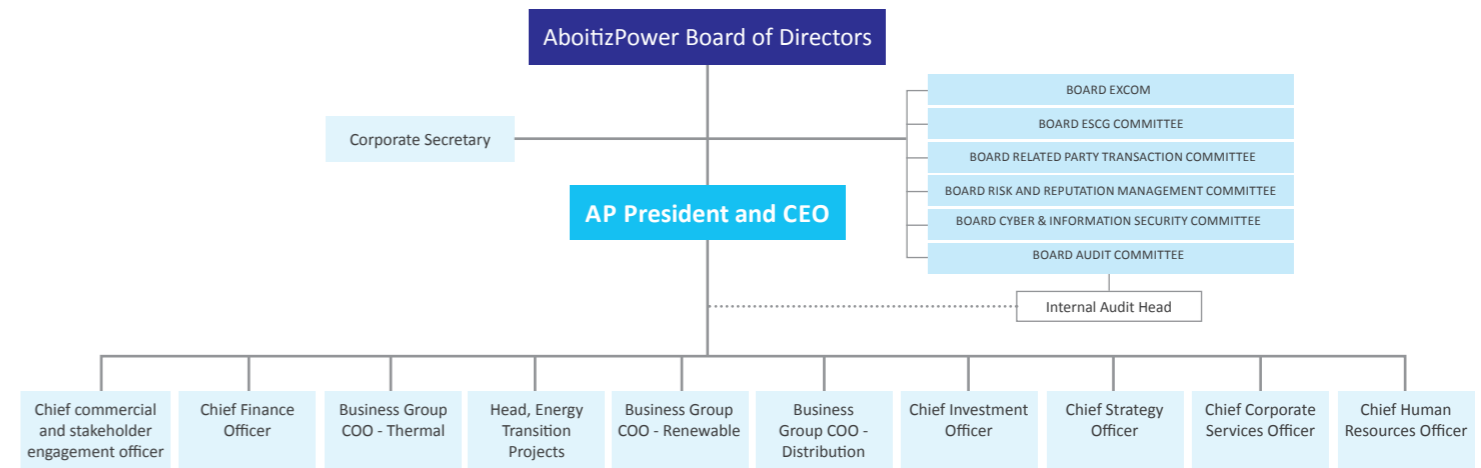 AboitizPower Board of Directors
BOARD EXCOM
BOARD ESCG COMMITTEE
Corporate Secretary
BOARD RELATED PARTY TRANSACTION COMMITTEE
BOARD RISK AND REPUTATION MANAGEMENT COMMITTEE
AP President and CEO
BOARD CYBER & INFORMATION SECURITY COMMITTEE
BOARD AUDIT COMMITTEE
Internal Audit Head
Chief commercial
and stakeholder
engagement officer
Chief Finance
Officer
Business Group
COO - Thermal
Head, Energy
Transition
Projects
Business Group
COO - Renewable
Business
Group COO -
Distribution
Chief Investment
Officer
Chief Strategy
Officer
Chief Corporate
Services Officer
Chief Human
Resources Officer